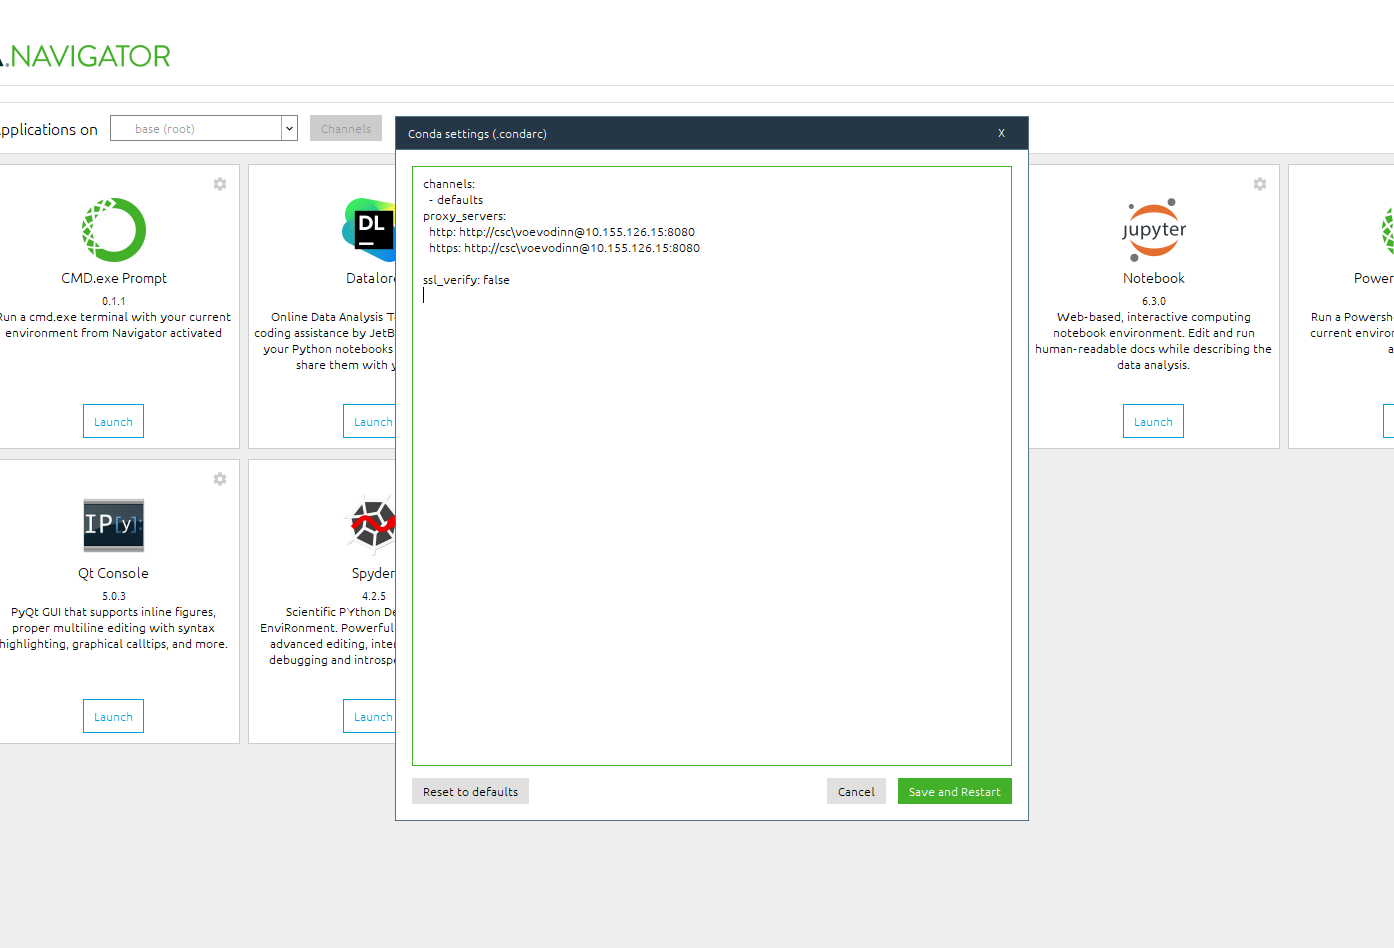 .NAVIGATOR
pplications on
base (root)
Channels
Conda settings (.condarc)
X
channels:
- defaults
proxy_servers:
http: http://csc\voevodinn@10.155.126.15:8080
https: http://csc\voevodinn@10.155.126.15:8080
ssl_verify: false
Reset to defaults
Cancel
Save and Restart
CMD.exe Prompt
0.1.1
Run a cmd.exe terminal with your current
environment from Navigator activated
Launch
DL
Datalor
Online Data Analysis T
coding assistance by JetB
your Python notebooks
share them with y
Launch
jupyter
Notebook
6.3.0
Web-based, interactive computing
notebook environment. Edit and run
human-readable docs while describing the
data analysis.
Launch
Power
Run a Powersh
current enviro
a
IP[y]:
Qt Console
5.0.3
PyQt GUI that supports inline figures,
proper multiline editing with syntax
highlighting, graphical calltips, and more.
Launch
Spyder
4.2.5
Scientific PYthon De
EnviRonment. Powerful
advanced editing, inte
debugging and introsp
Launch